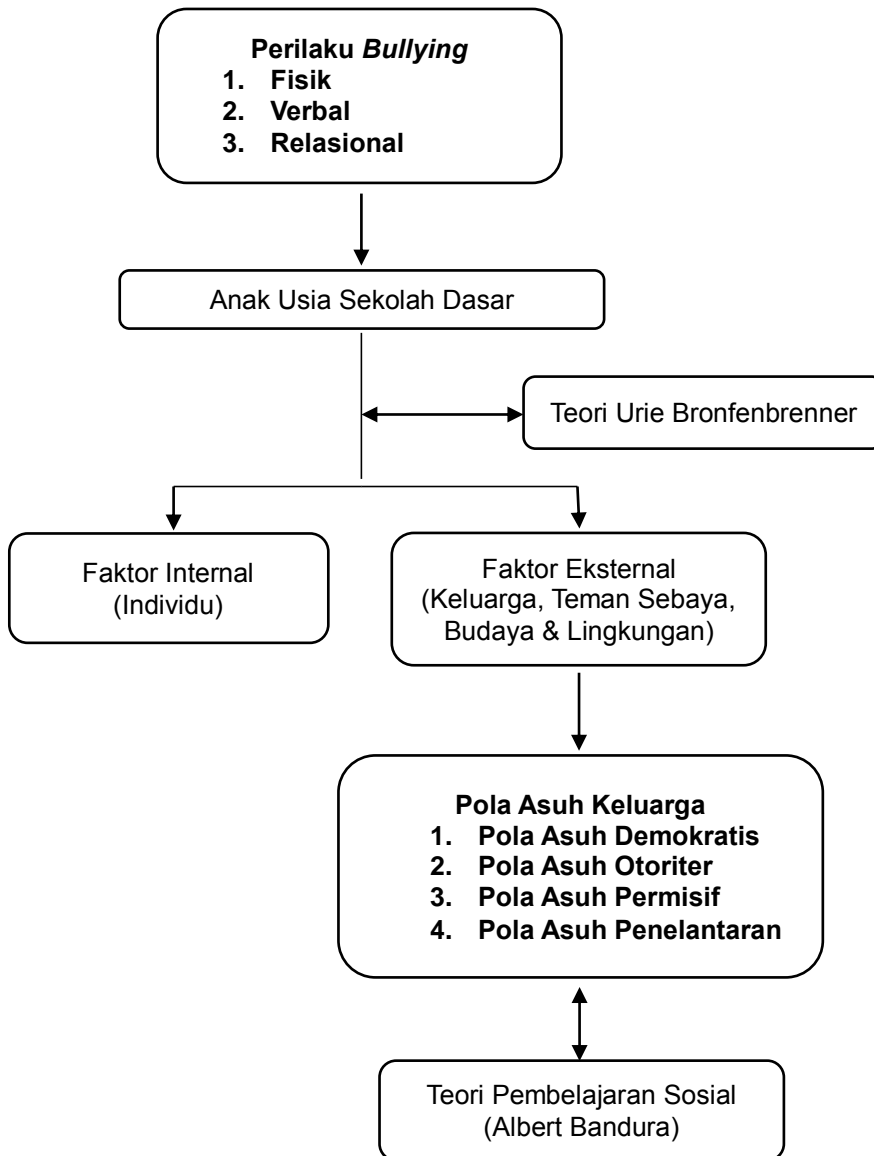 Perilaku Bullying
1. Fisik
2. Verbal
3. Relasional
Anak Usia Sekolah Dasar
Teori Urie Bronfenbrenner
Faktor Internal
(Individu)
Faktor Eksternal
(Keluarga, Teman Sebaya,
Budaya & Lingkungan)
Pola Asuh Keluarga
1. Pola Asuh Demokratis
2. Pola Asuh Otoriter
3. Pola Asuh Permisif
4. Pola Asuh Penelantaran
Teori Pembelajaran Sosial
(Albert Bandura)